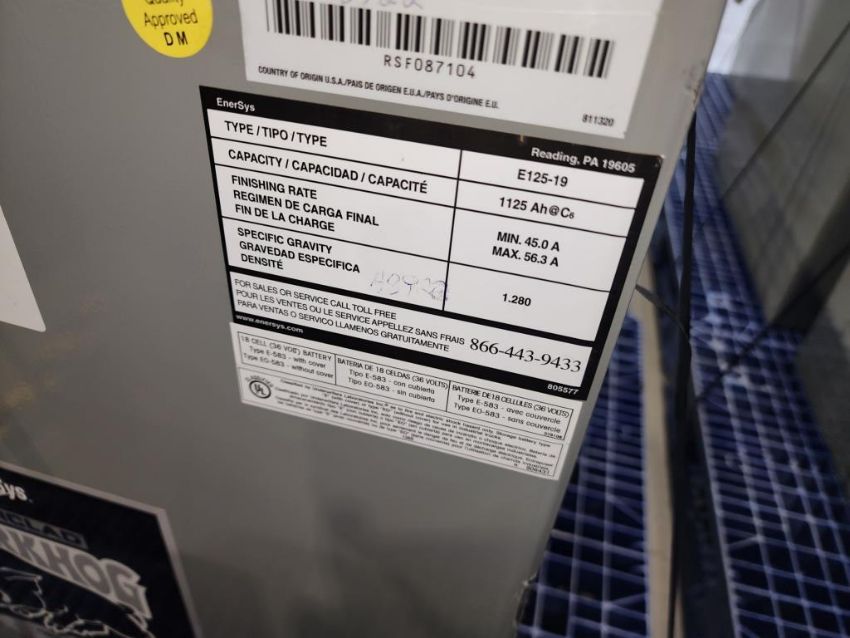 Quality
Approved
D M
RSF087104
COUNTRY OF ORIGIN U.S.A./PAIS DE ORIGEN E.U.A./PAYS D'ORIGINE E.U.
811320
EnerSys
Reading, PA 19605
TYPE / TIPO / TYPE
E125-19
CAPACITY / CAPACIDAD / CAPACITÉ
1125 Ah@C6
FINISHING RATE
REGIMEN DE CARGA FINAL
FIN DE LA CHARGE
MIN. 45.0 A
MAX. 56.3 A
SPECIFIC GRAVITY
GRAVEDAD ESPECIFICA
DENSITÉ
1.280
FOR SALES OR SERVICE CALL TOLL FREE
POUR LES VENTES OU LE SERVICE APPELEZ SANS FRAIS
PARA VENTAS O SERVICO LLAMENOS GRATUITAMENTE
866-443-9433
www.enersys.com
805577
18 CELL (36 VOLT) BATTERY
Type E-583 - with cover
Type EO-583 - without cover
BATERIA DE 18 CELDAS (36 VOLTS)
Tipo E-583 - con cubierta
Tipo EO-583 - sin cubierta
BATTERIE DE 18 CELLULES (36 VOLTS)
Type E-583 - avec couvercle
Type EO-583 - sans couvercle
UL
Sys.
CLAD
RKHOG